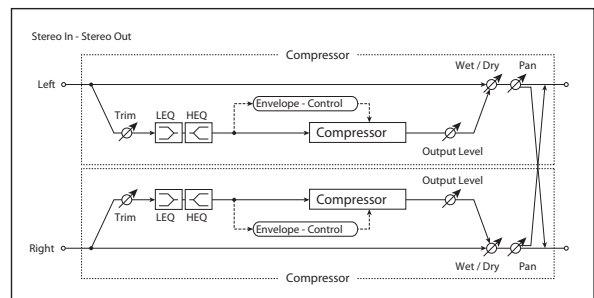 Stereo In - Stereo Out
Compressor
Wet / Dry Pan
Left
Trim LEQ HEQ
Envelope - Control
Compressor
Output Level
Output Level
Trim
Compressor
LEQ HEQ
Envelope - Control
Right
Wet / Dry Pan
Compressor